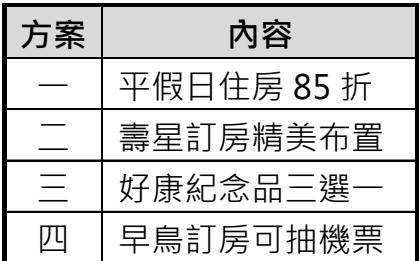 方案 內容
一 平假日住房 85 折
二 壽星訂房精美布置
三 好康紀念品三選一
四 早鳥訂房可抽機票